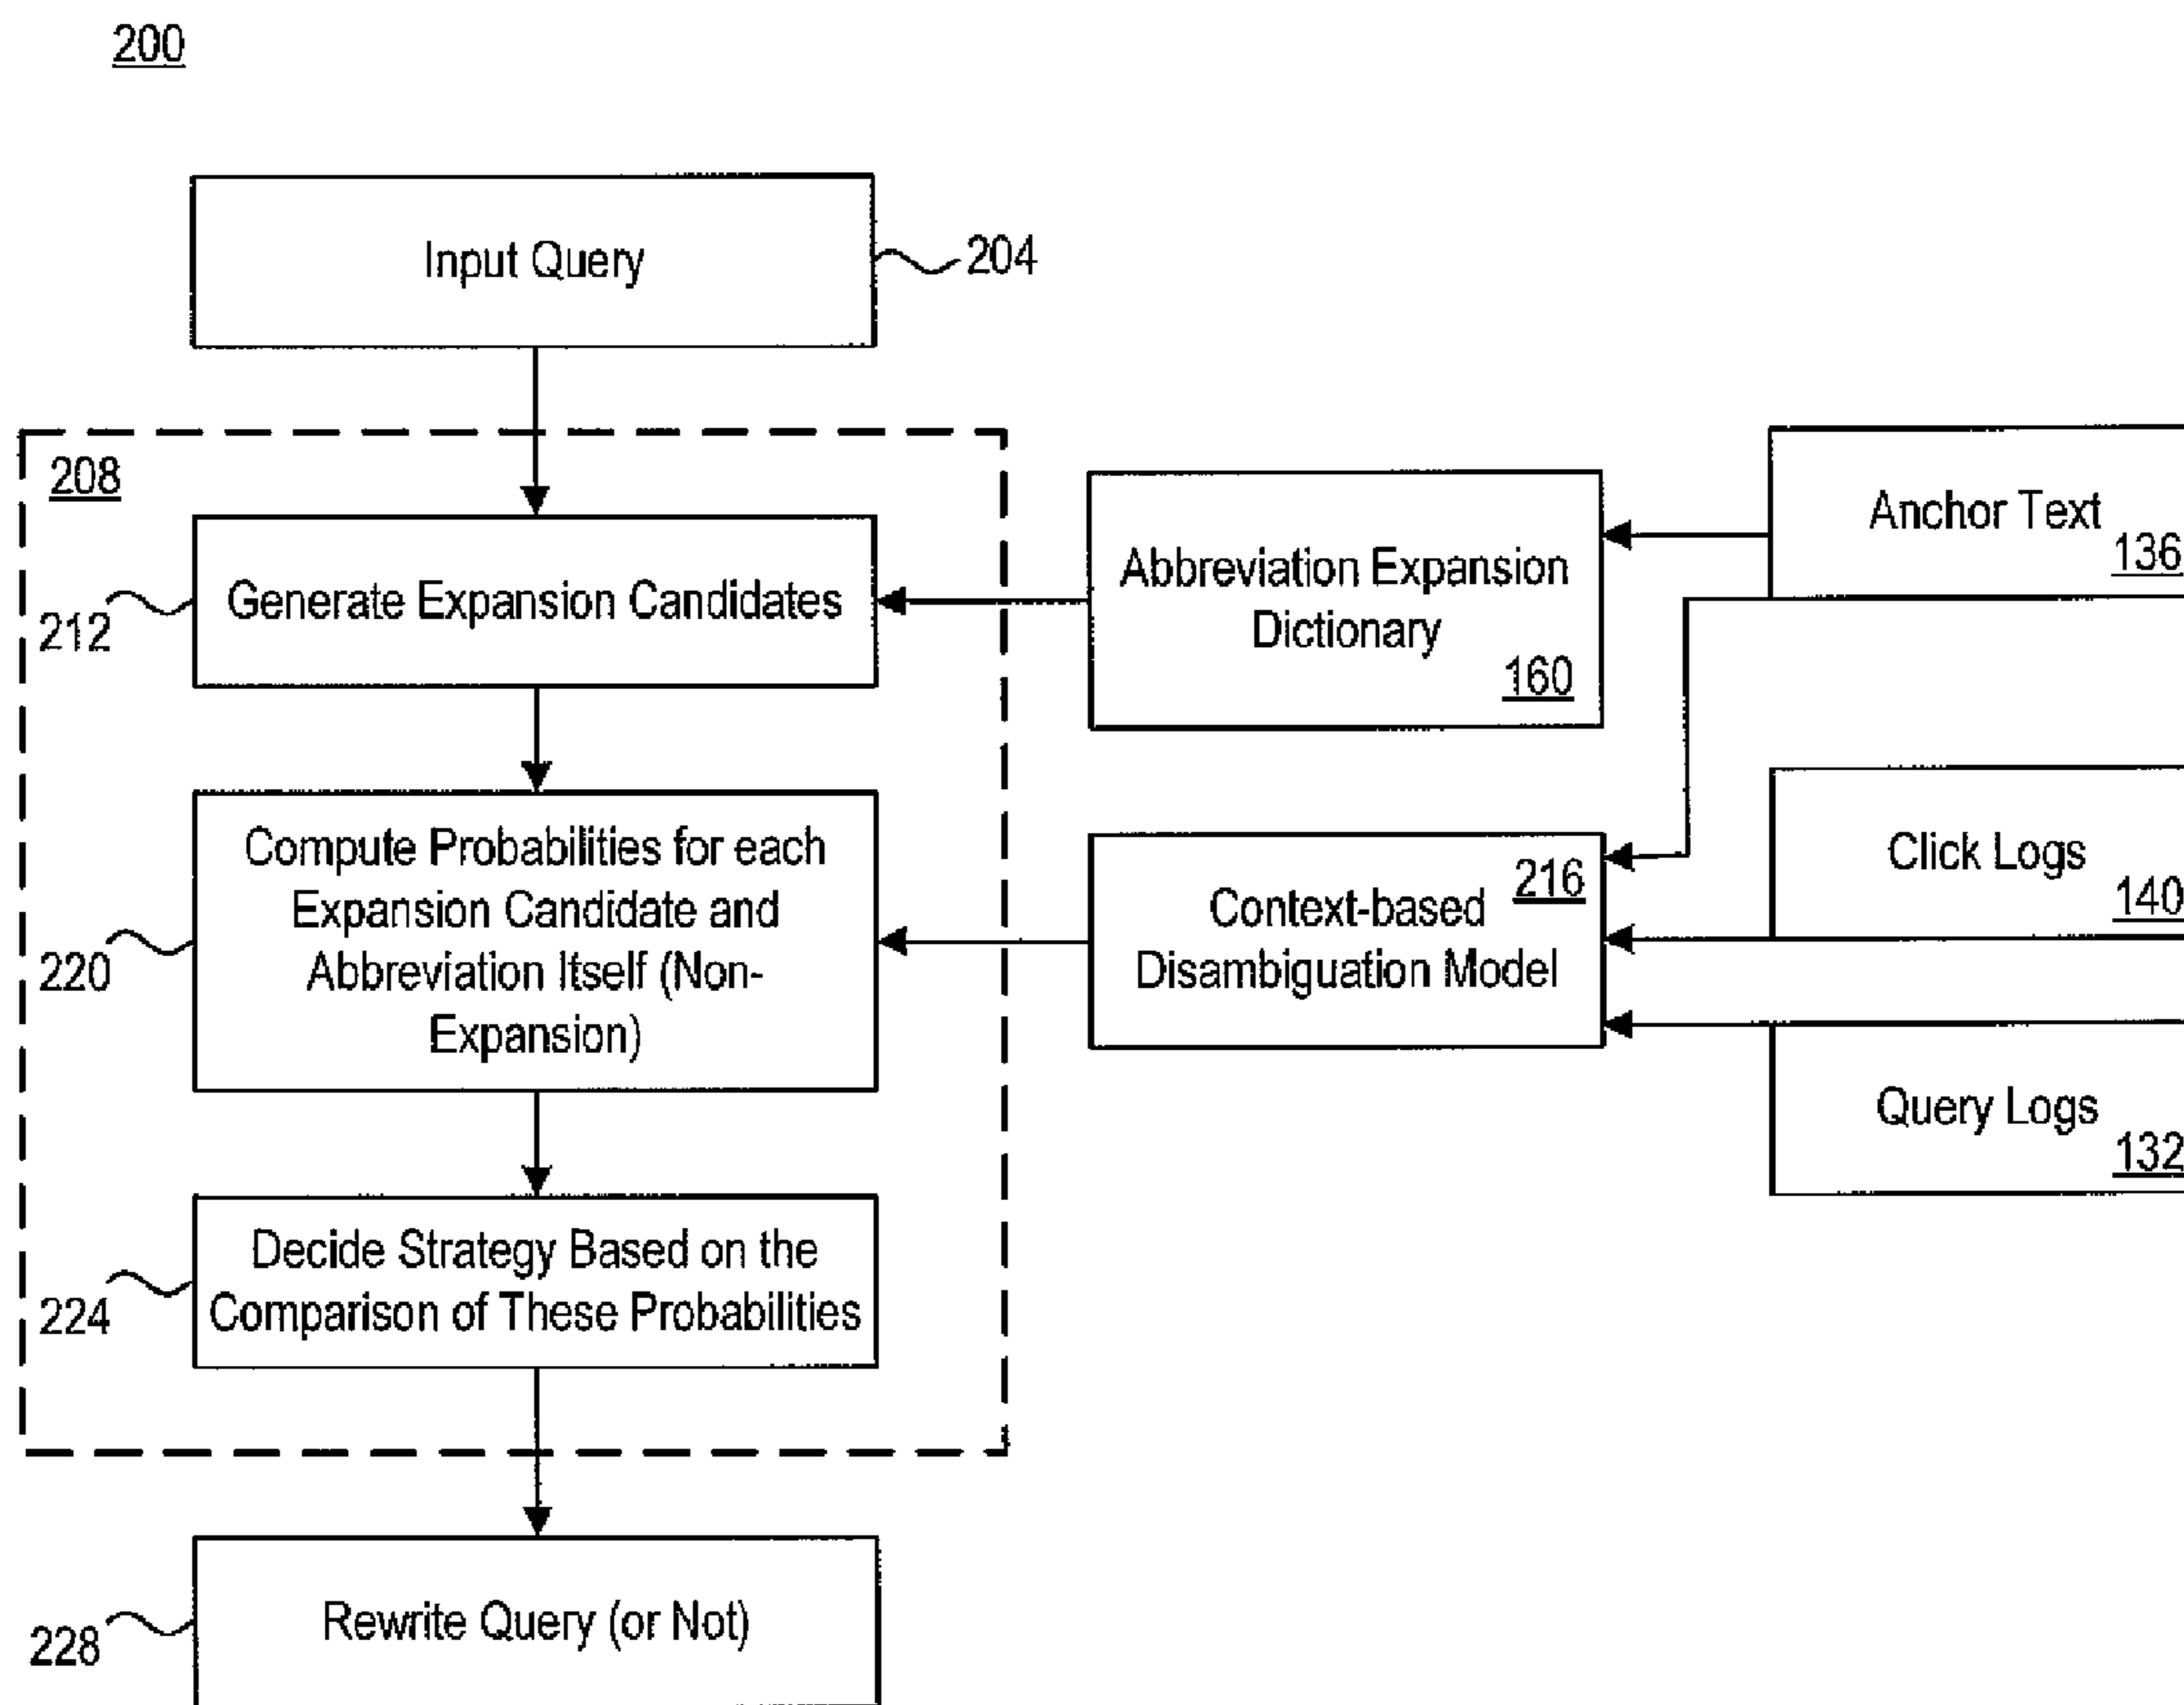 200
Input Query
204
208
Generate Expansion Candidates
212
Abbreviation Expansion
Dictionary
160
Anchor Text
136
Compute Probabilities for each
Expansion Candidate and
Abbreviation Itself (Non-
Expansion)
220
216
Context-based
Disambiguation Model
Click Logs
140
Query Logs
132
Decide Strategy Based on the
Comparison of These Probabilities
224
Rewrite Query (or Not)
228